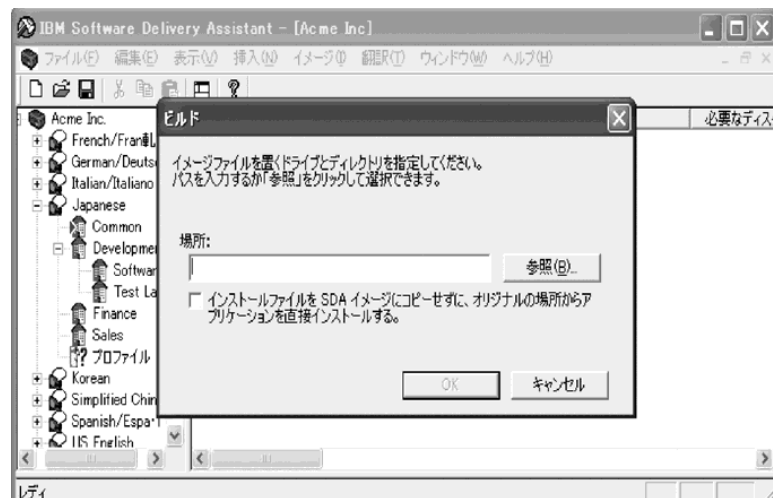 IBM Software Delivery Assistant - [Acme Inc]
ファイル(F) 編集(E) 表示(V) 挿入(N) イメージ(I) 翻訳(T) ウィンドウ(W) ヘルプ(H)
Acme Inc.
French/Fran
German/Deuts
Italian/Italiano
Japanese
Common
Developme
Softwar
Test La
Finance
Sales
プロファイル
Korean
Simplified Chin
Spanish/Espa
US English
必要なディス
ビルド
イメージファイルを置くドライブとディレクトリを指定してください。
パスを入力するか「参照」をクリックして選択できます。
場所:
参照(B)...
インストールファイルを SDA イメージにコピーせずに、オリジナルの場所からア
プリケーションを直接インストールする。
OK
キャンセル
レディ